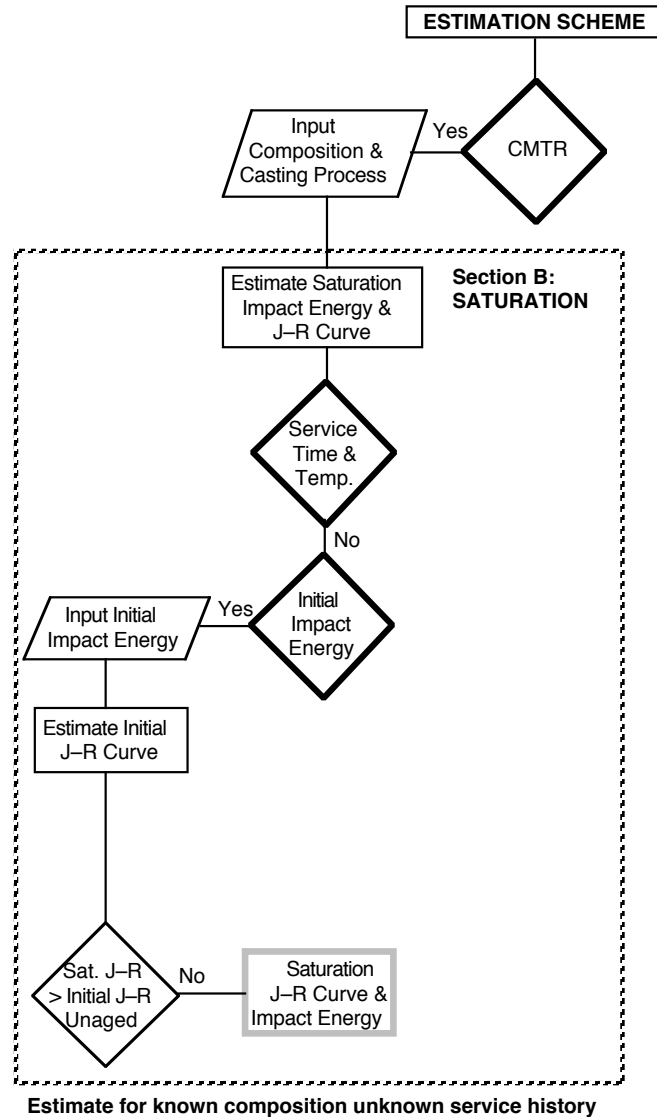 ESTIMATION SCHEME
CMTR
Yes
Input
Composition &
Casting Process
Section B:
SATURATION
Estimate Saturation
Impact Energy &
J–R Curve
Service
Time &
Temp.
No
Initial
Impact
Energy
Yes
Input Initial
Impact Energy
Estimate Initial
J–R Curve
Sat. J–R
> Initial J–R
Unaged
No
Saturation
J–R Curve &
Impact Energy
Estimate for known composition unknown service history